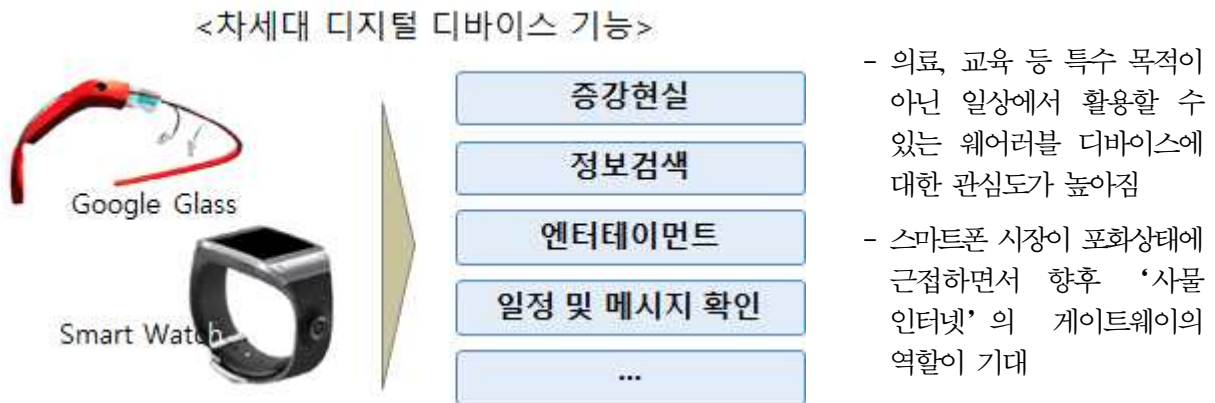 <차세대 디지털 디바이스 기능>
Google Glass
Smart Watch
증강현실
정보검색
엔터테이먼트
일정 및 메시지 확인
...
- 의료, 교육 등 특수 목적이
아닌 일상에서 활용할 수
있는 웨어러블 디바이스에
대한 관심도가 높아짐
- 스마트폰 시장이 포화상태에
근접하면서 향후 ‘사물
인터넷’의 게이트웨이의
역할이 기대